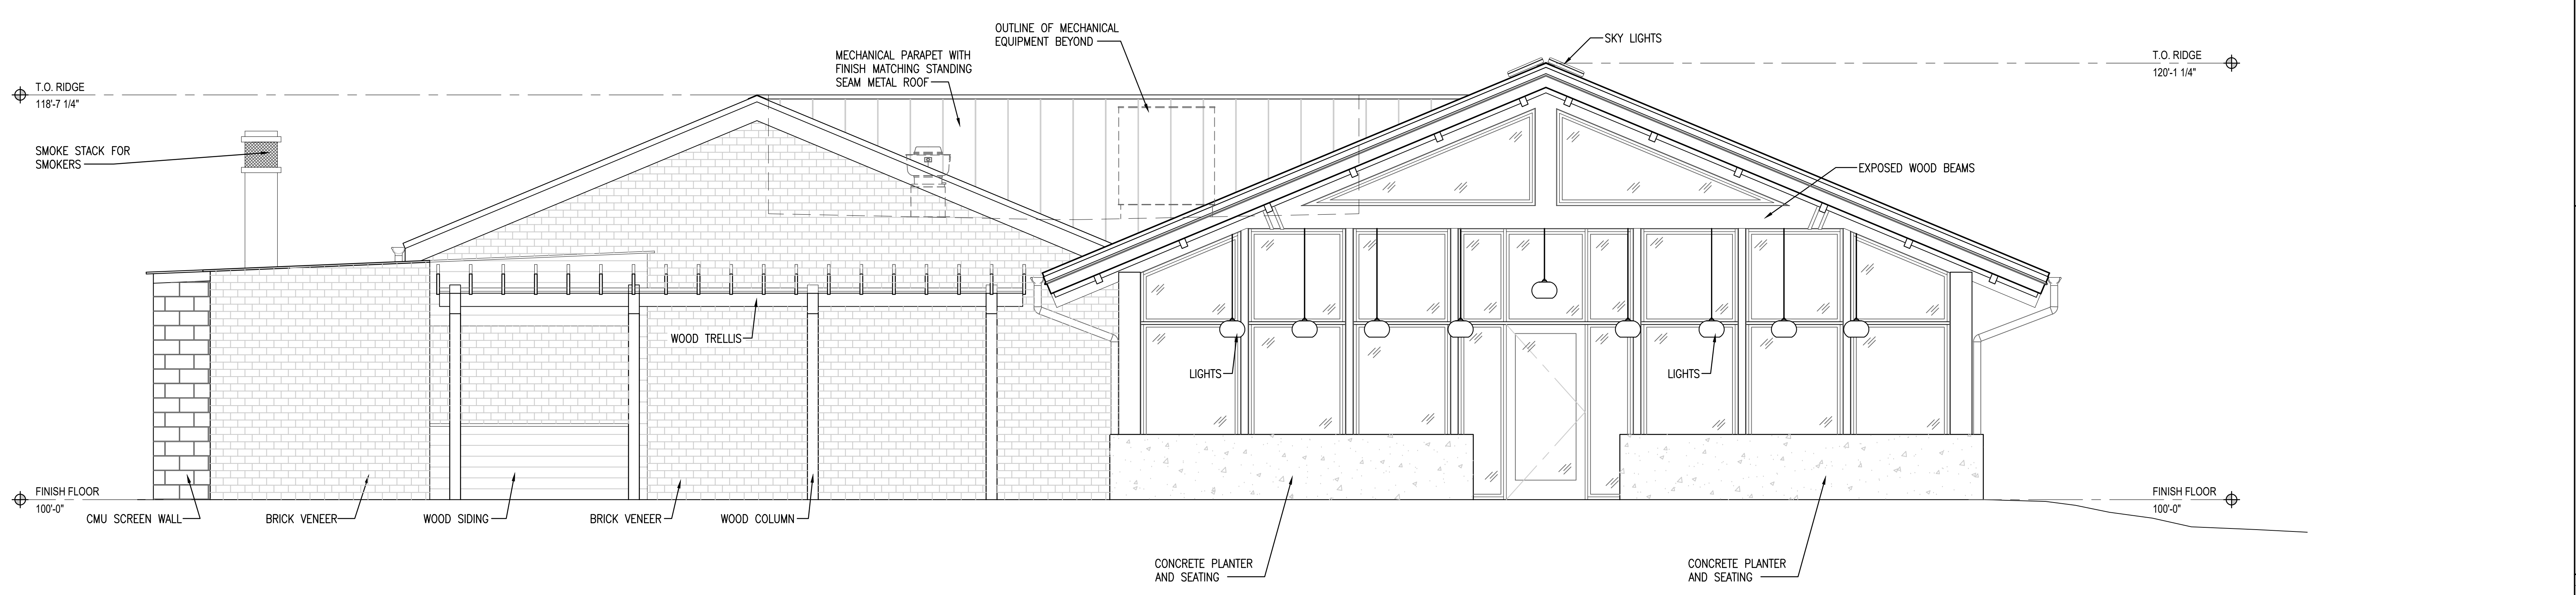 OUTLINE OF MECHANICAL
EQUIPMENT BEYOND
SKY LIGHTS
MECHANICAL PARAPET WITH
FINISH MATCHING STANDING
SEAM METAL ROOF
T.O. RIDGE
120'-1 1/4"
T.O. RIDGE
118'-7 1/4"
SMOKE STACK FOR
SMOKERS
EXPOSED WOOD BEAMS
WOOD TRELLIS
LIGHTS
LIGHTS
FINISH FLOOR
100'-0"
FINISH FLOOR
100'-0"
CMU SCREEN WALL
BRICK VENEER
WOOD SIDING
BRICK VENEER
WOOD COLUMN
CONCRETE PLANTER
AND SEATING
CONCRETE PLANTER
AND SEATING